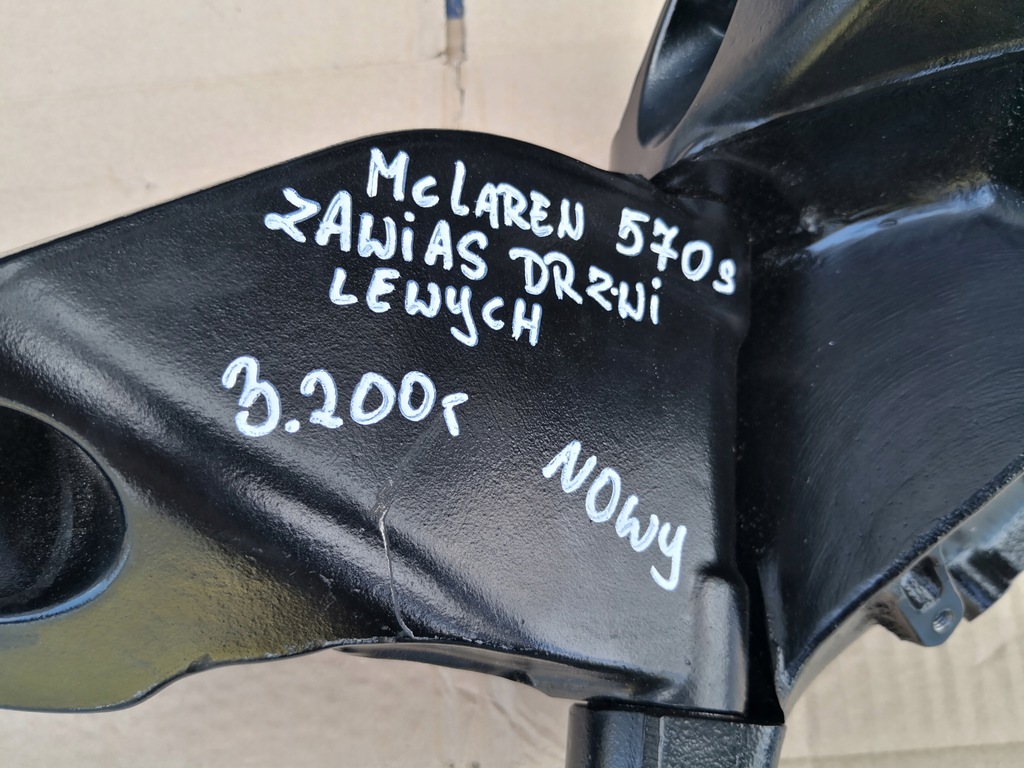 McLAREN 570s
ZAWiAS DRZWi
LEWYCH
3.200r
NOWY